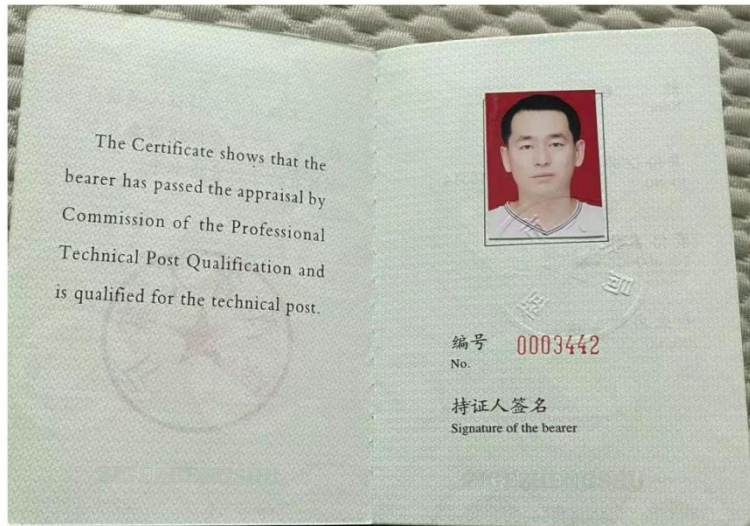 The Certificate shows that the
bearer has passed the appraisal by
Commission of the Professional
Technical Post Qualification and
is qualified for the technical post.
编号 0003442
No.
持证人签名
Signature of the bearer